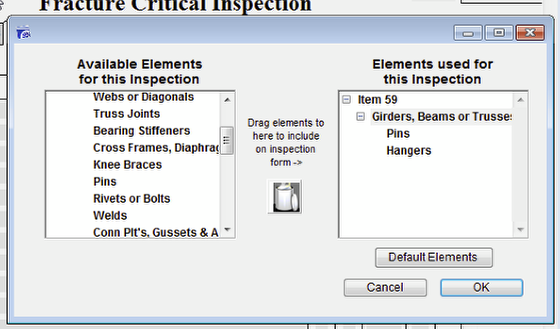 Fracture Critical Inspection
Available Elements
for this Inspection
Webs or Diagonals
Truss Joints
Bearing Stiffeners
Cross Frames, Diaphrag
Knee Braces
Pins
Rivets or Bolts
Welds
Conn Plt's, Gussets & A
Drag elements to
here to include
on inspection
form ->
Elements used for
this Inspection
Item 59
Girders, Beams or Trusses
Pins
Hangers
Default Elements
Cancel
OK